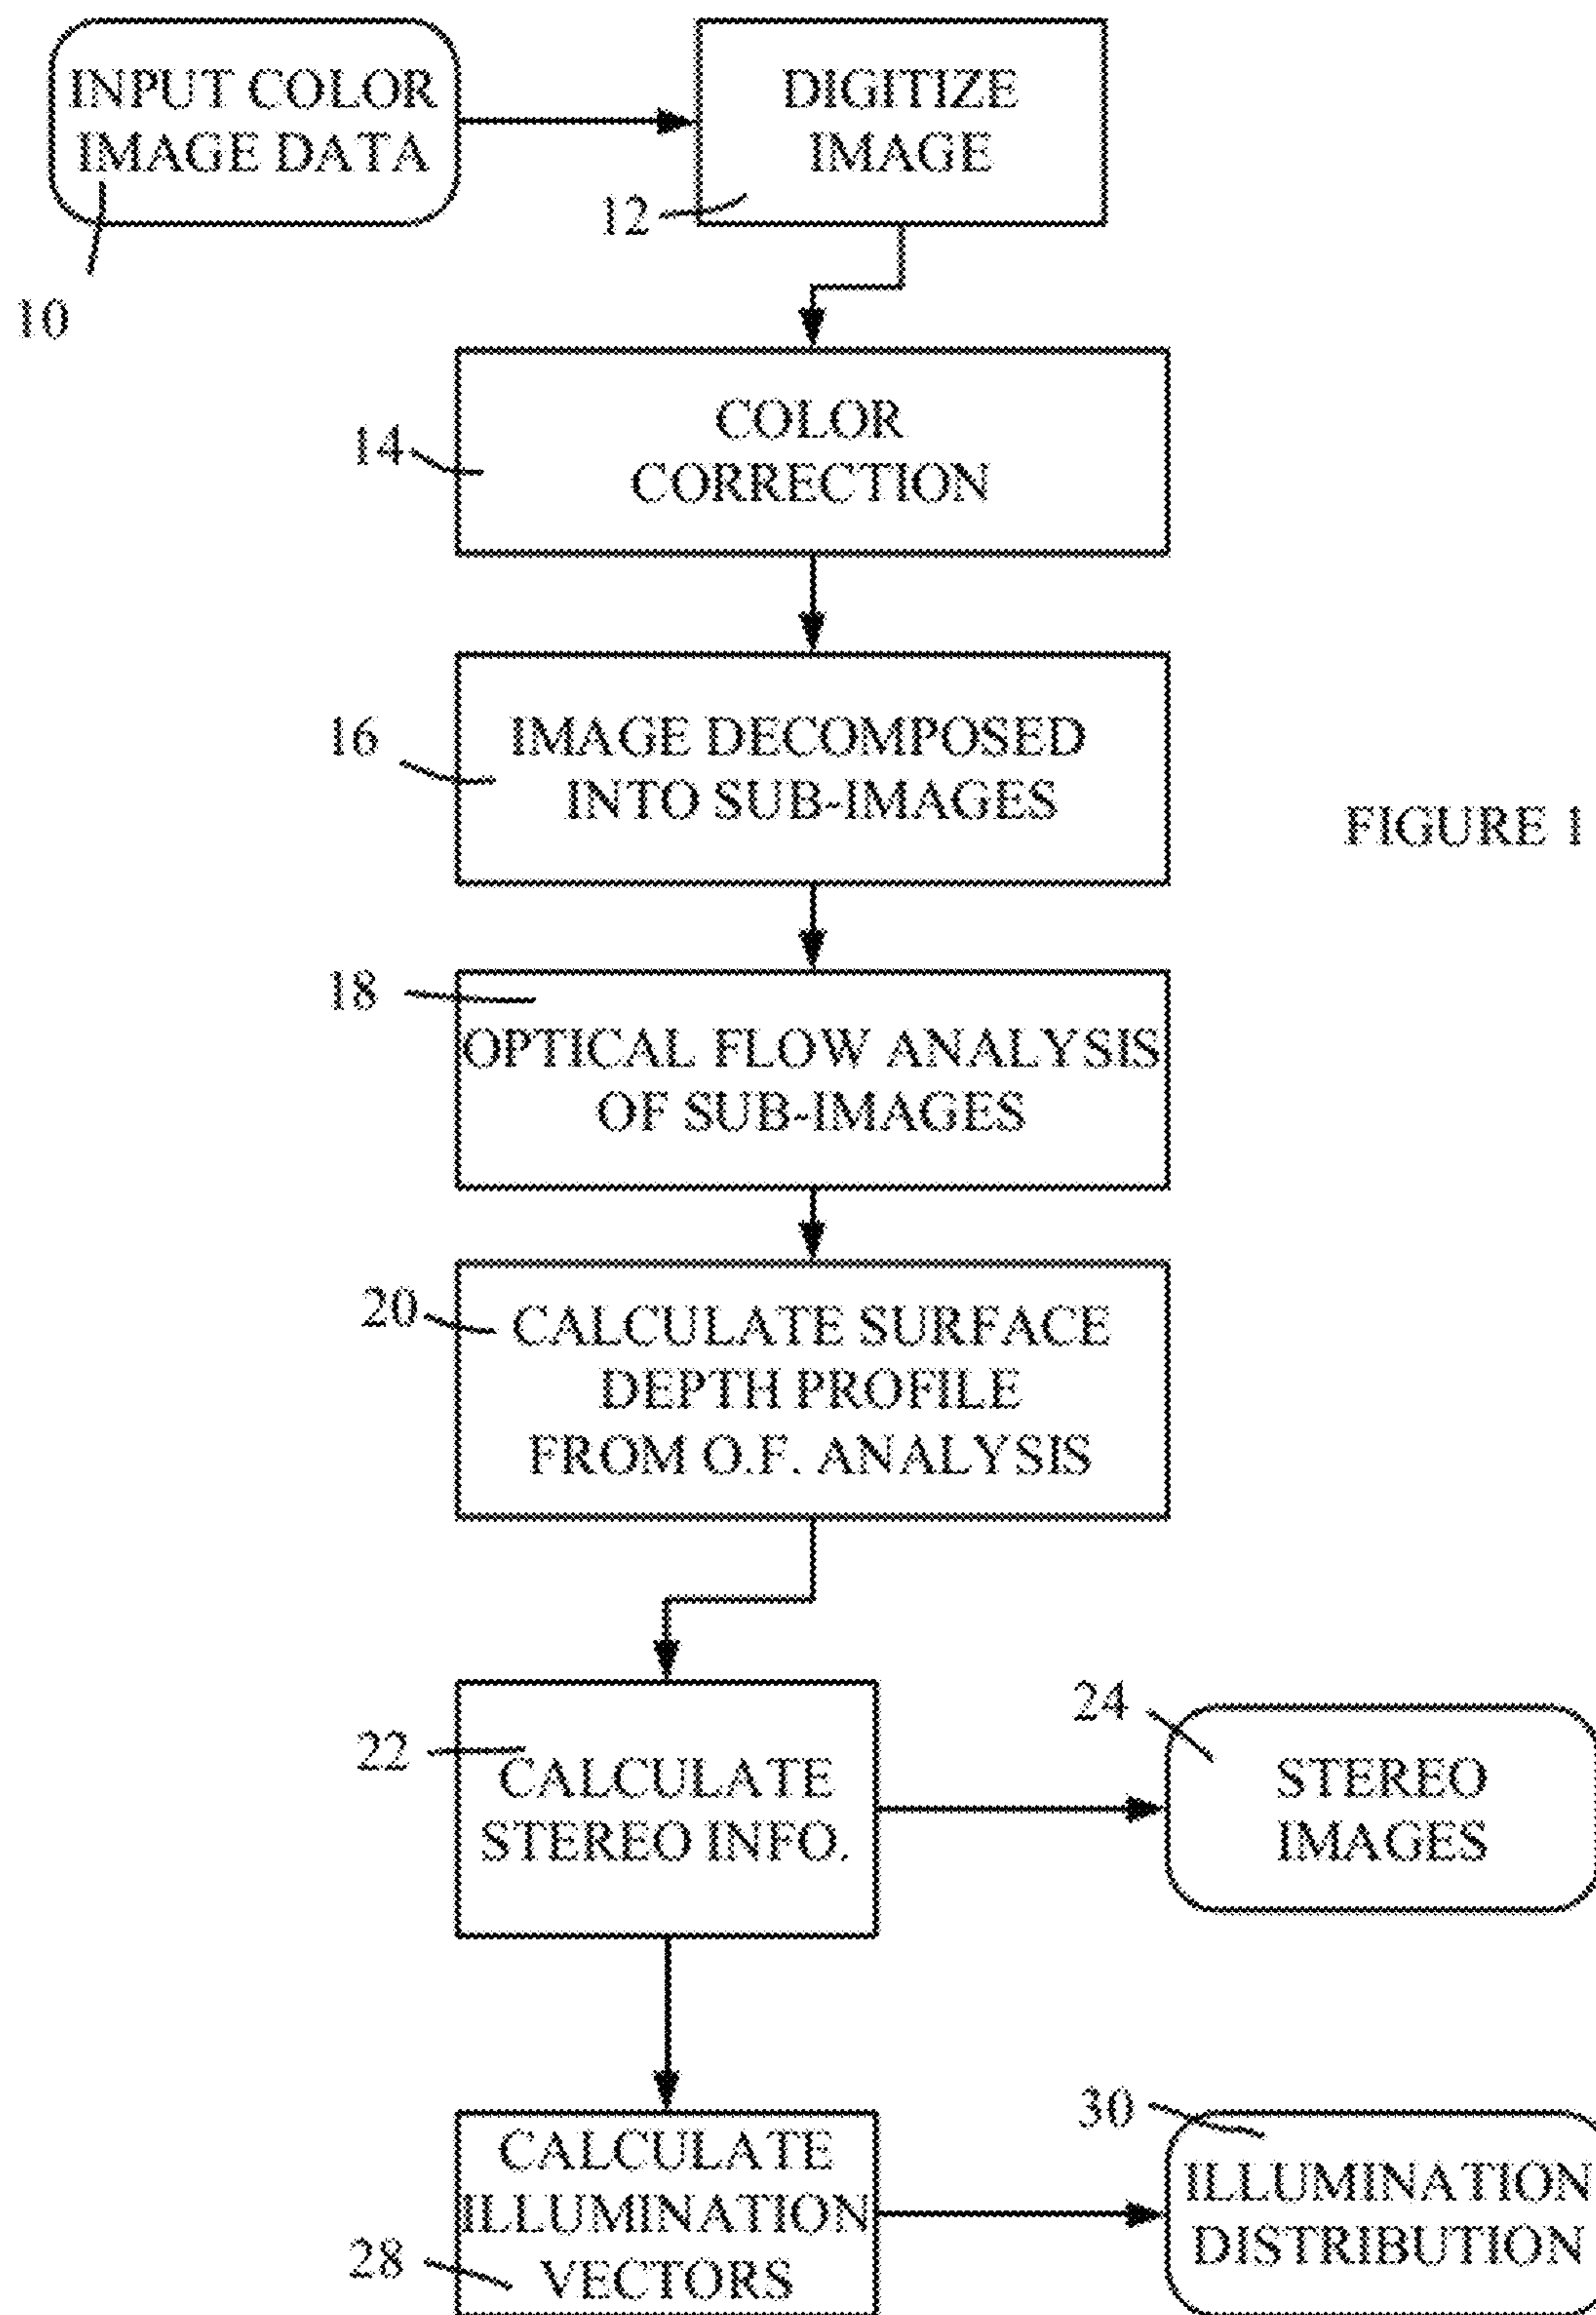 INPUT COLOR
IMAGE DATA
10
DIGITIZE
IMAGE
12
COLOR
CORRECTION
14
IMAGE DECOMPOSED
INTO SUB-IMAGES
16
FIGURE 1
18
OPTICAL FLOW ANALYSIS
OF SUB-IMAGES
20
CALCULATE SURFACE
DEPTH PROFILE
FROM O.F. ANALYSIS
22
CALCULATE
STEREO INFO.
24
STEREO
IMAGES
CALCULATE
ILLUMINATION
VECTORS
28
30
ILLUMINATION
DISTRIBUTION